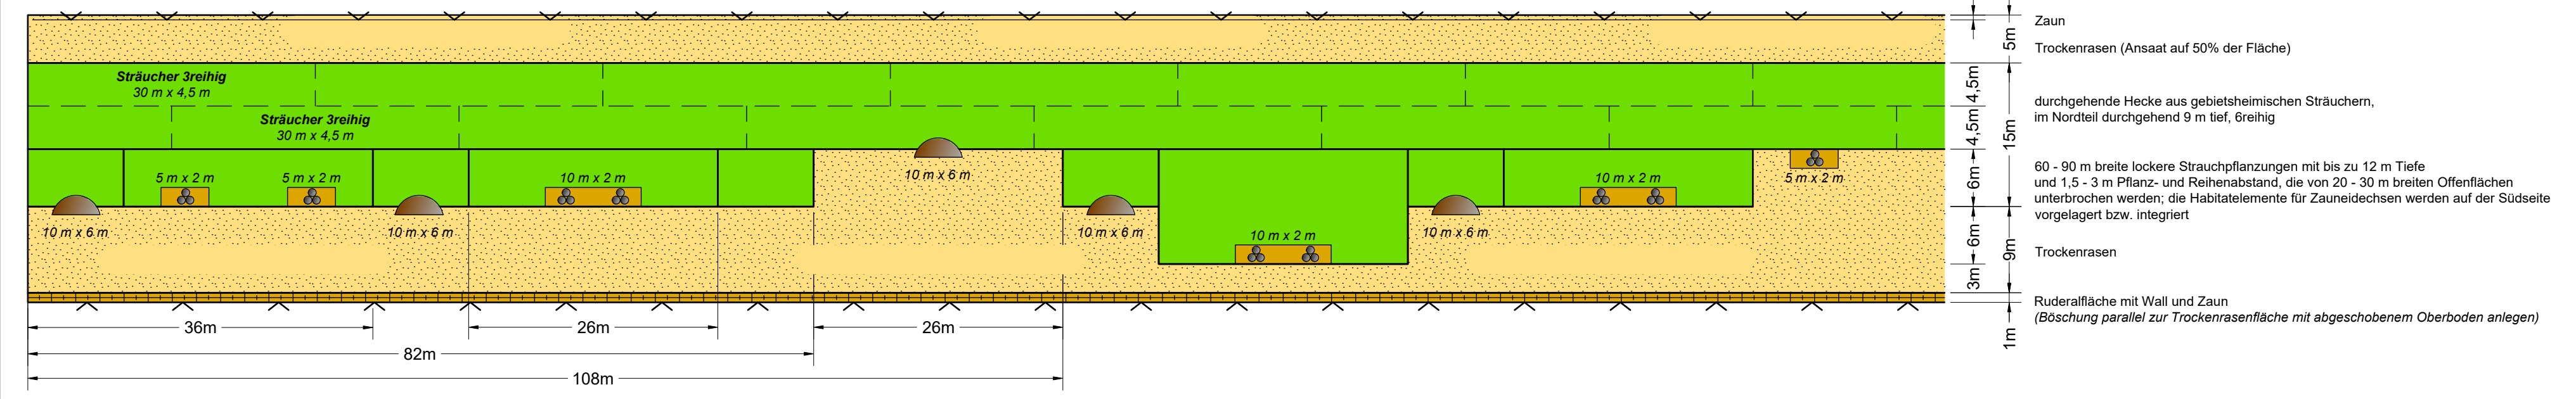 Zaun
5m
Trockenrasen (Ansaat auf 50% der Fläche)
Sträucher 3reihig
30 m x 4,5 m
4,5m
durchgehende Hecke aus gebietsheimischen Sträuchern,
im Nordteil durchgehend 9 m tief, 6reihig
Sträucher 3reihig
30 m x 4,5 m
4,5m
15m
5 m x 2 m
5 m x 2 m
10 m x 2 m
10 m x 6 m
10 m x 2 m
5 m x 2 m
6m
60 - 90 m breite lockere Strauchpflanzungen mit bis zu 12 m Tiefe
und 1,5 - 3 m Pflanz- und Reihenabstand, die von 20 - 30 m breiten Offenflächen
unterbrochen werden; die Habitatelemente für Zauneidechsen werden auf der Südseite
vorgelagert bzw. integriert
10 m x 6 m
10 m x 6 m
10 m x 6 m
10 m x 2 m
10 m x 6 m
6m
9m
Trockenrasen
3m
Ruderalfläche mit Wall und Zaun
(Böschung parallel zur Trockenrasenfläche mit abgeschobenem Oberboden anlegen)
1m
36m
26m
26m
82m
108m